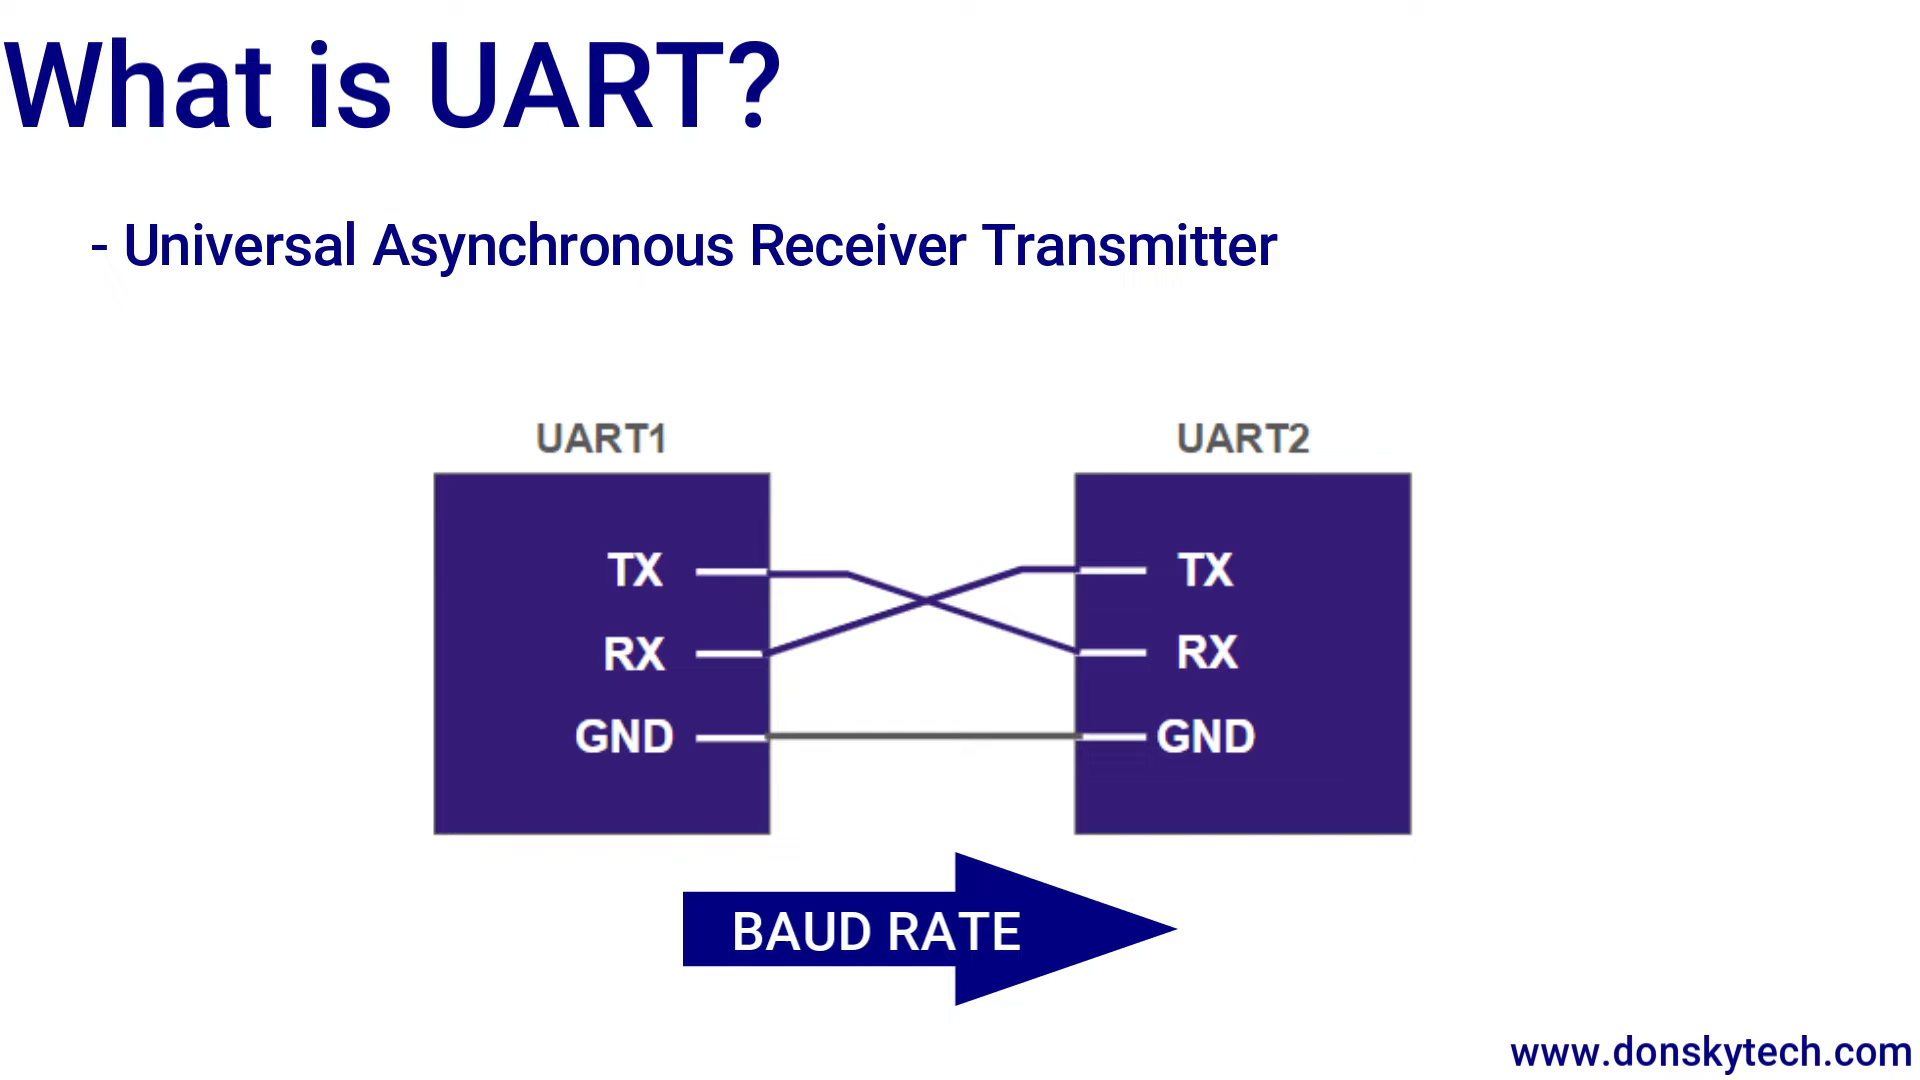 What is UART?
- Universal Asynchronous Receiver Transmitter
UART1 UART2
TX TX
RX RX
GND GND
BAUD RATE
www.donskytech.com